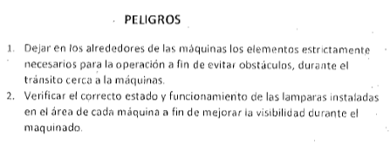 PELIGROS
1. Dejar en los alrededores de las máquinas los elementos estrictamente
necesarios para la operación a fin de evitar obstáculos, durante el
tránsito cerca a la máquinas.
2. Verificar el correcto estado y funcionamiento de las lamparas instaladas
en el área de cada máquina a fin de mejorar la visibilidad durante el
maquinado.